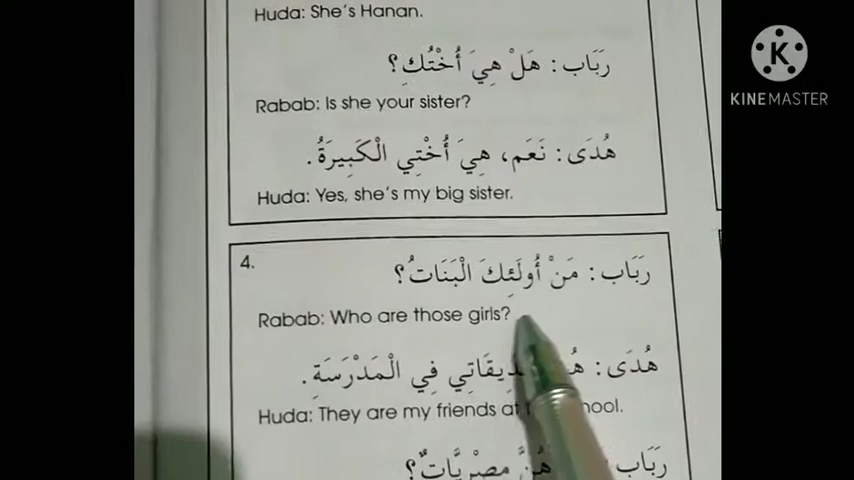 Huda: She's Hanan.
رَبَاب : هَلْ هِيَ أُخْتُكِ؟
Rabab: Is she your sister?
هُدَى : نَعَم، هِيَ أُخْتِي الْكَبِيرَةُ.
Huda: Yes, she's my big sister.
4.
رَبَاب : مَنْ أُولَئِكَ الْبَنَاتُ؟
Rabab: Who are those girls?
هُدَى : فِي الْمَدْرَسَةِ.
Huda: They are my friends at
رَبَاب : هُنَّ مِصْرِيَّاتٌ؟
K
KINEMASTER